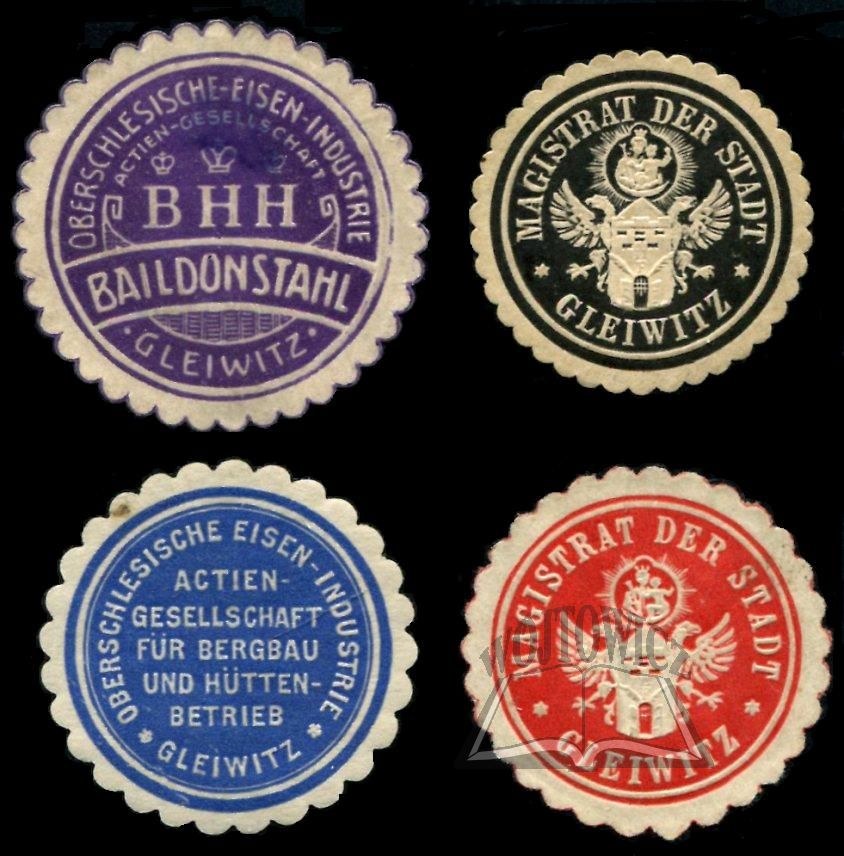 OBERSCHLESISCHE-EISEN-INDUSTRIE
ACTIEN-GESELLSCHAFT
BHH
BAILDONSTAHL
·GLEIWITZ·
MAGISTRAT DER STADT
* GLEIWITZ *
OBERSCHLESISCHE EISEN-INDUSTRIE
ACTIEN-
GESELLSCHAFT
FÜR BERGBAU
UND HÜTTEN-
BETRIEB
* GLEIWITZ *
MAGISTRAT DER STADT
* GLEIWITZ *
WÓJTOWICZ